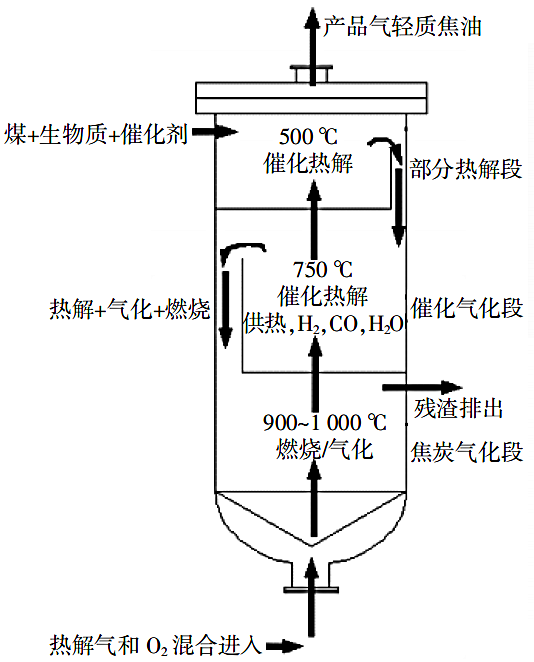 产品气轻质焦油
煤+生物质+催化剂
500 ℃
催化热解
部分热解段
750 ℃
催化热解
供热,H₂,CO,H₂O
热解+气化+燃烧
催化气化段
残渣排出
900~1 000 ℃
燃烧/气化
焦炭气化段
热解气和 O₂ 混合进入